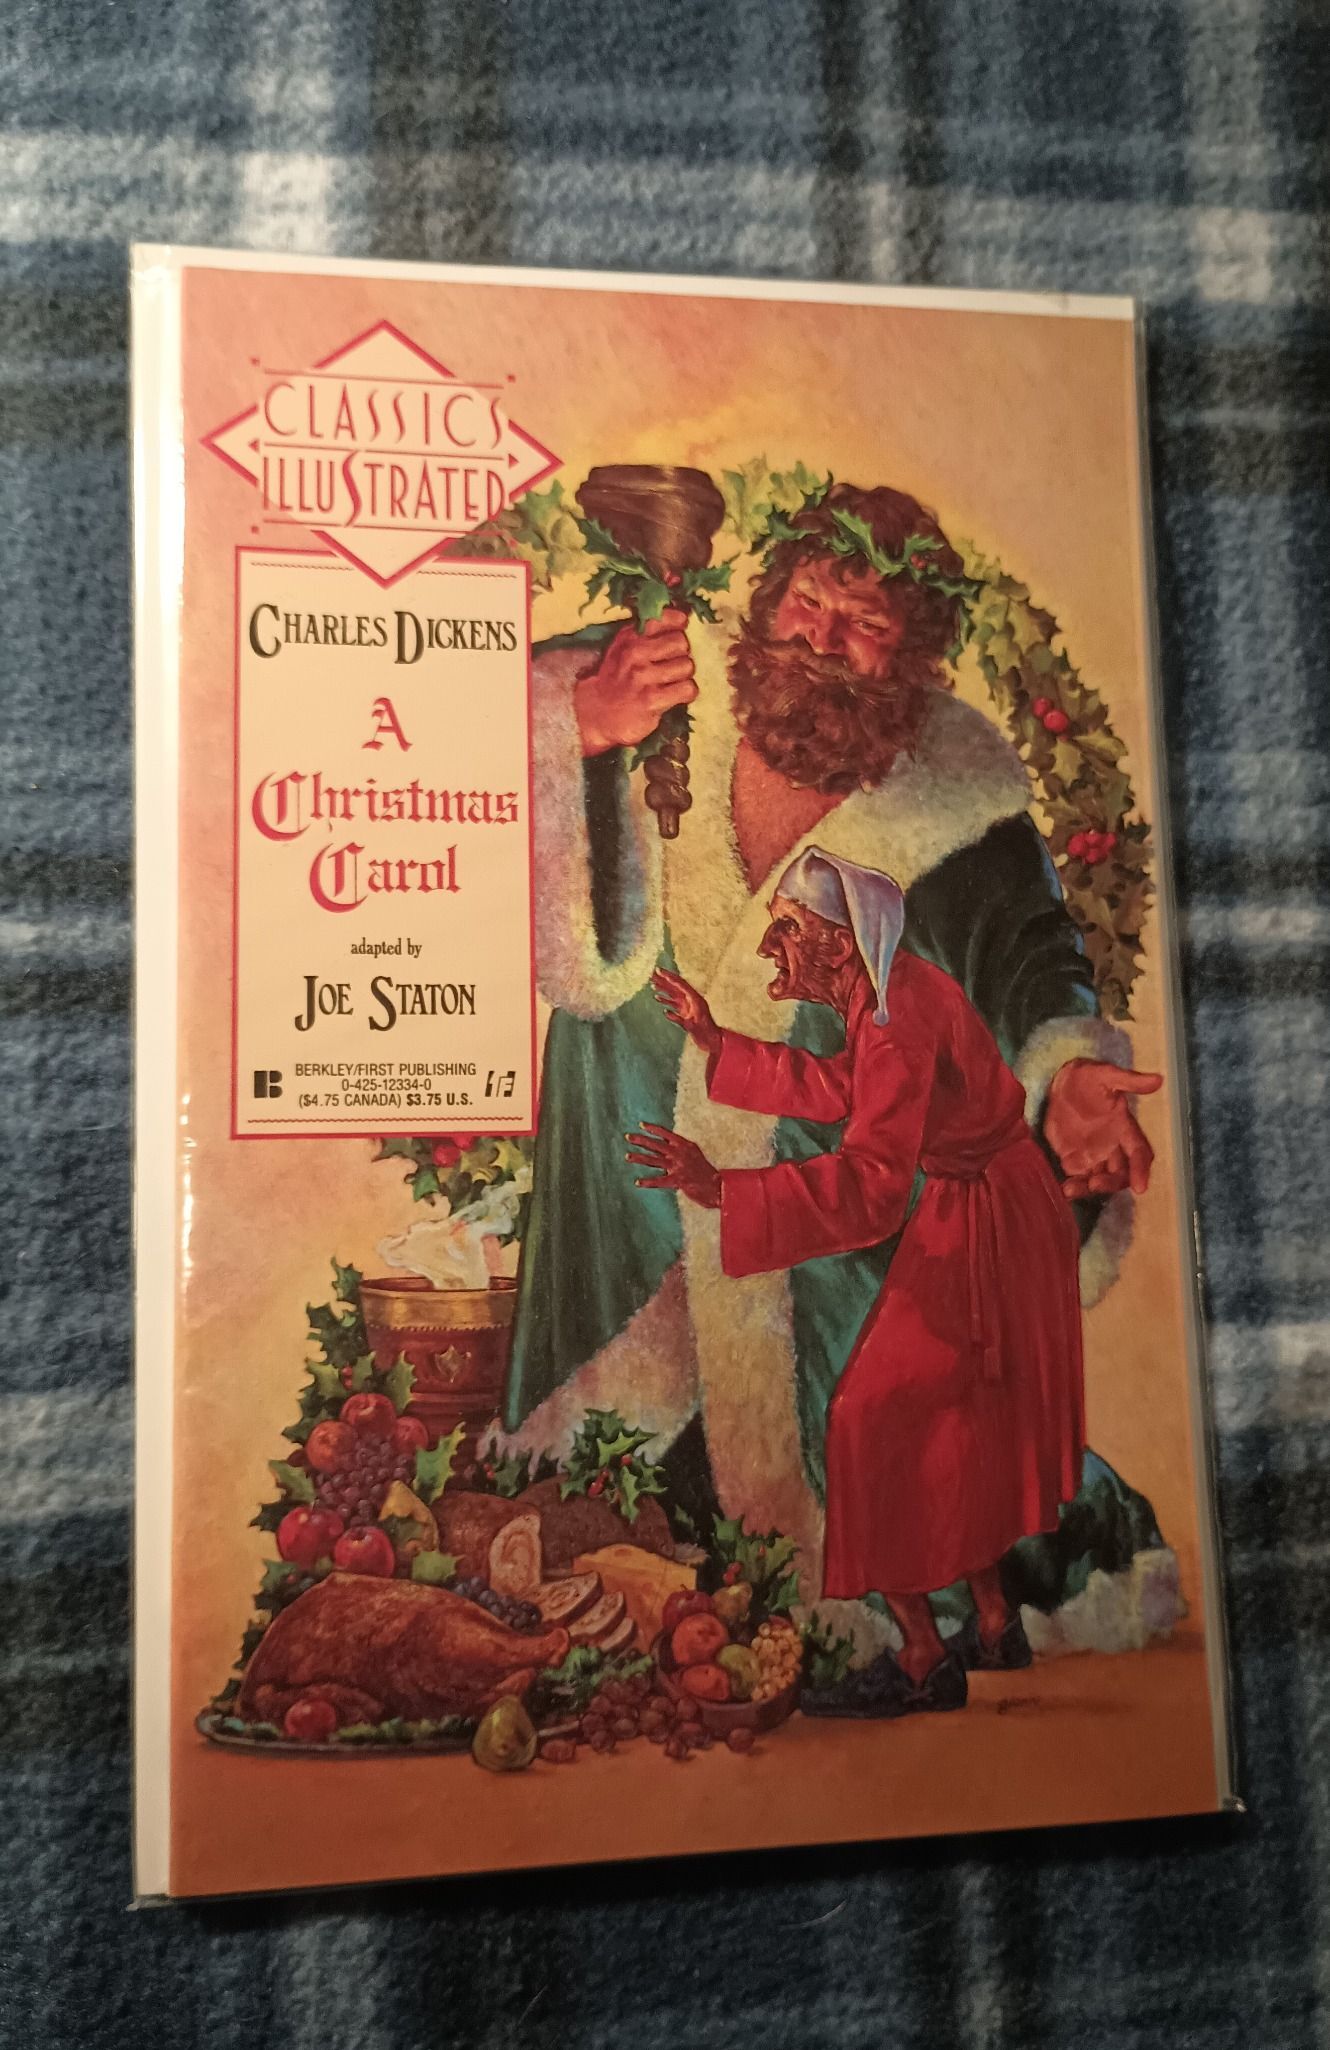 CLASSICS
ILLUSTRATED
CHARLES DICKENS
A
Christmas
Carol
adapted by
JOE STATON
BERKLEY/FIRST PUBLISHING
0-425-12334-0
($4.75 CANADA) $3.75 U.S.